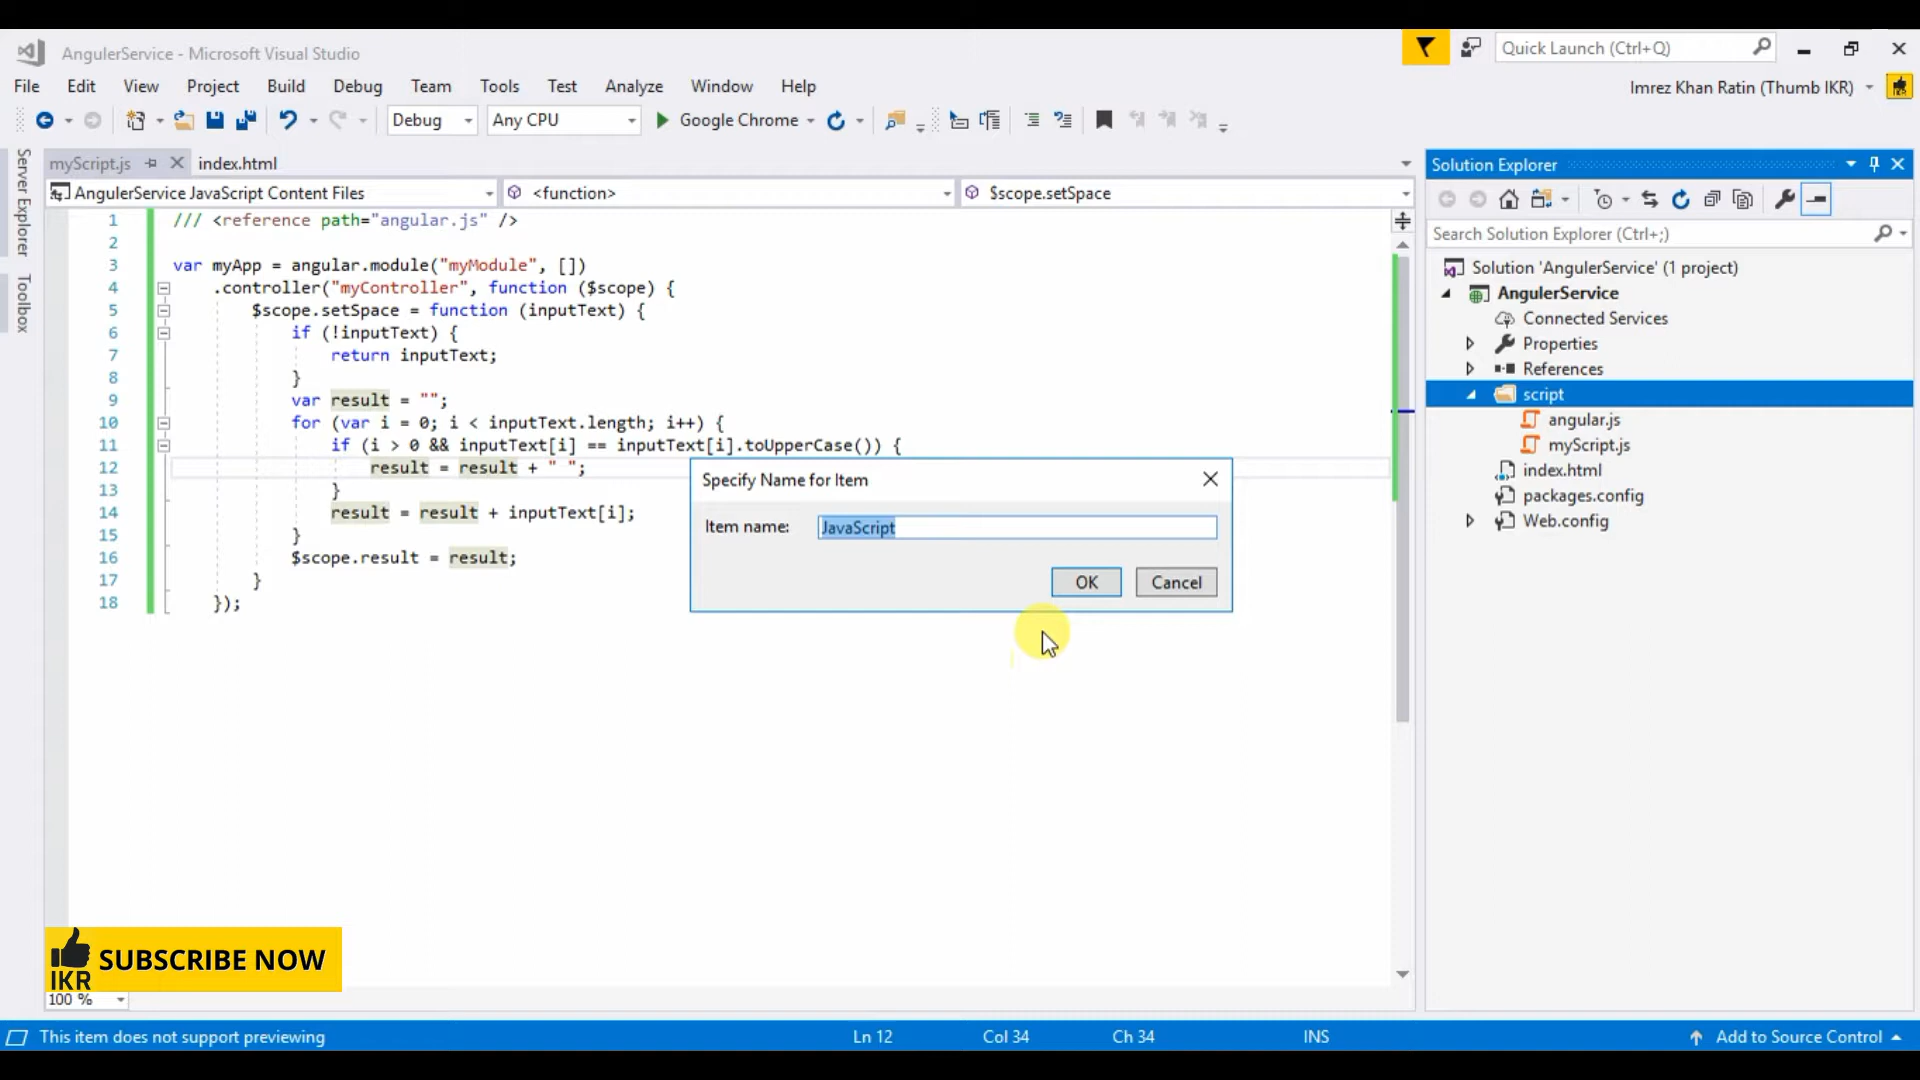 AngulerService - Microsoft Visual Studio
Quick Launch (Ctrl+Q)
File Edit View Project Build Debug Team Tools Test Analyze Window Help
Imrez Khan Ratin (Thumb IKR)
IKR
Debug Any CPU Google Chrome
Server Explorer
Toolbox
myScript.js index.html
AngulerService JavaScript Content Files <function> $scope.setSpace
1 /// <reference path="angular.js" />
2
3 var myApp = angular.module("myModule", [])
4 .controller("myController", function ($scope) {
5 $scope.setSpace = function (inputText) {
6 if (!inputText) {
7 return inputText;
8 }
9 var result = "";
10 for (var i = 0; i < inputText.length; i++) {
11 if (i > 0 && inputText[i] == inputText[i].toUpperCase()) {
12 result = result + " ";
13 }
14 result = result + inputText[i];
15 }
16 $scope.result = result;
17 }
18 });
Specify Name for Item
Item name: JavaScript
OK Cancel
Solution Explorer
Search Solution Explorer (Ctrl+;)
Solution 'AngulerService' (1 project)
AngulerService
Connected Services
Properties
References
script
angular.js
myScript.js
index.html
packages.config
Web.config
IKR SUBSCRIBE NOW
100 %
This item does not support previewing Ln 12 Col 34 Ch 34 INS Add to Source Control